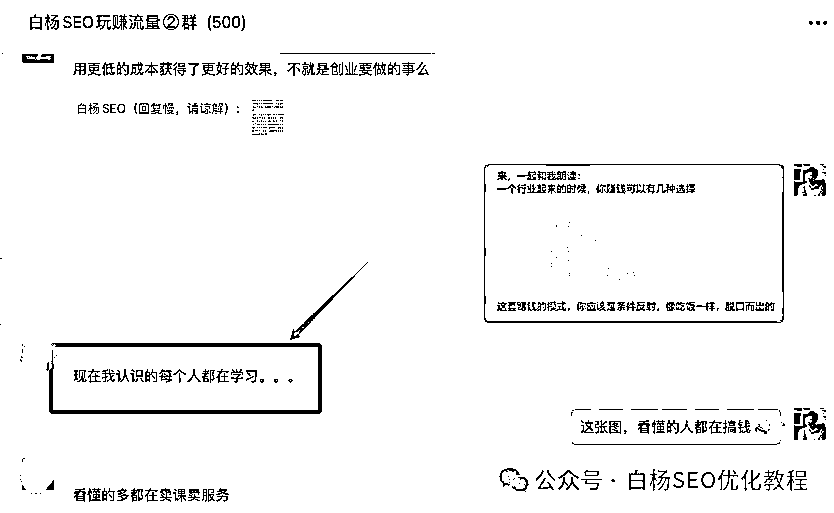 白杨SEO玩赚流量②群（500）
用更低的成本获得了更好的效果，不就是创业要做的事么
白杨SEO（回复慢，请谅解）：
来，一起和我朗读：
一个行业起来的时候，你赚钱可以有几种选择
这套赚钱的模式，你应该是条件反射，像吃饭一样，脱口而出的
现在我认识的每个人都在学习。。。
这张图，看懂的人都在搞钱
公众号·白杨SEO优化教程
看懂的多都在卖课卖服务